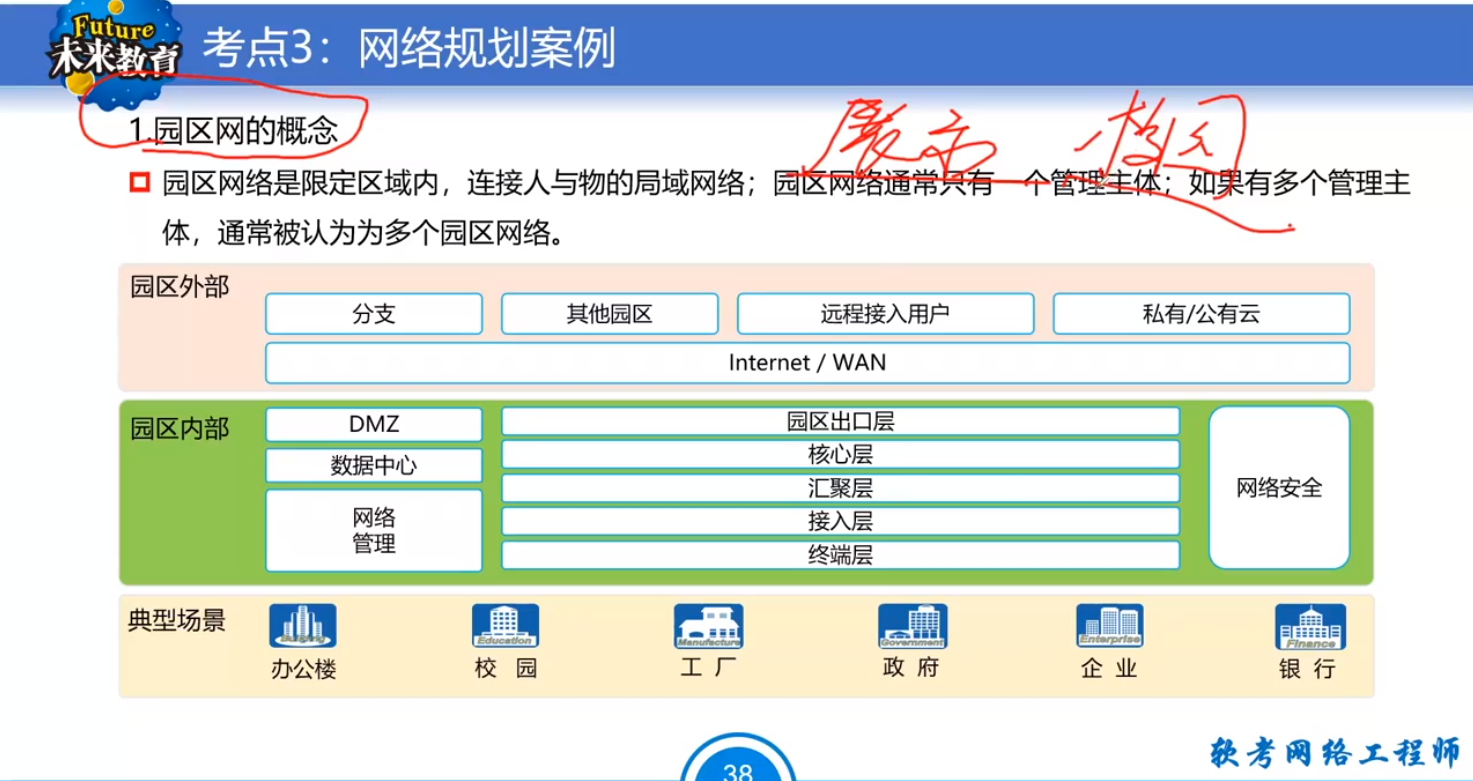 Future
未来教育
考点3：网络规划案例
1.园区网的概念
园区网络是限定区域内，连接人与物的局域网络；园区网络通常只有一个管理主体；如果有多个管理主
体，通常被认为为多个园区网络。
园区外部
分支
其他园区
远程接入用户
私有/公有云
Internet / WAN
园区内部
DMZ
数据中心
网络
管理
园区出口层
核心层
汇聚层
接入层
终端层
网络安全
典型场景
Building
办公楼
Education
校 园
Manufacture
工 厂
Government
政 府
Enterprise
企 业
Finance
银 行
38
软考网络工程师